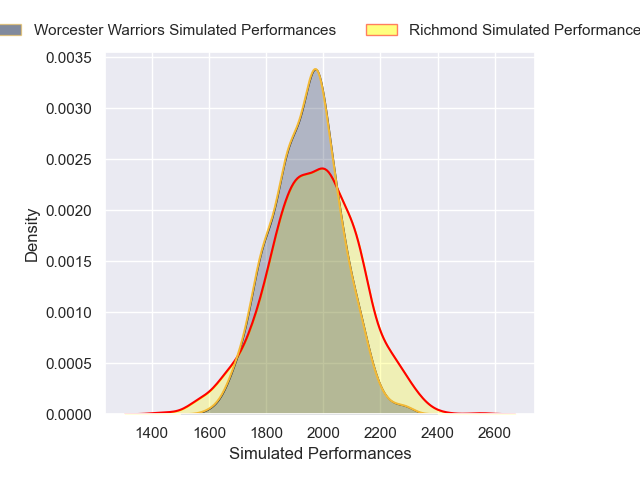 Worcester Warriors Simulated Performances
Richmond Simulated Performance
0.0035
0.0030
0.0025
0.0020
0.0015
0.0010
0.0005
0.0000
Density
1400 1600 1800 2000 2200 2400 2600
Simulated Performances